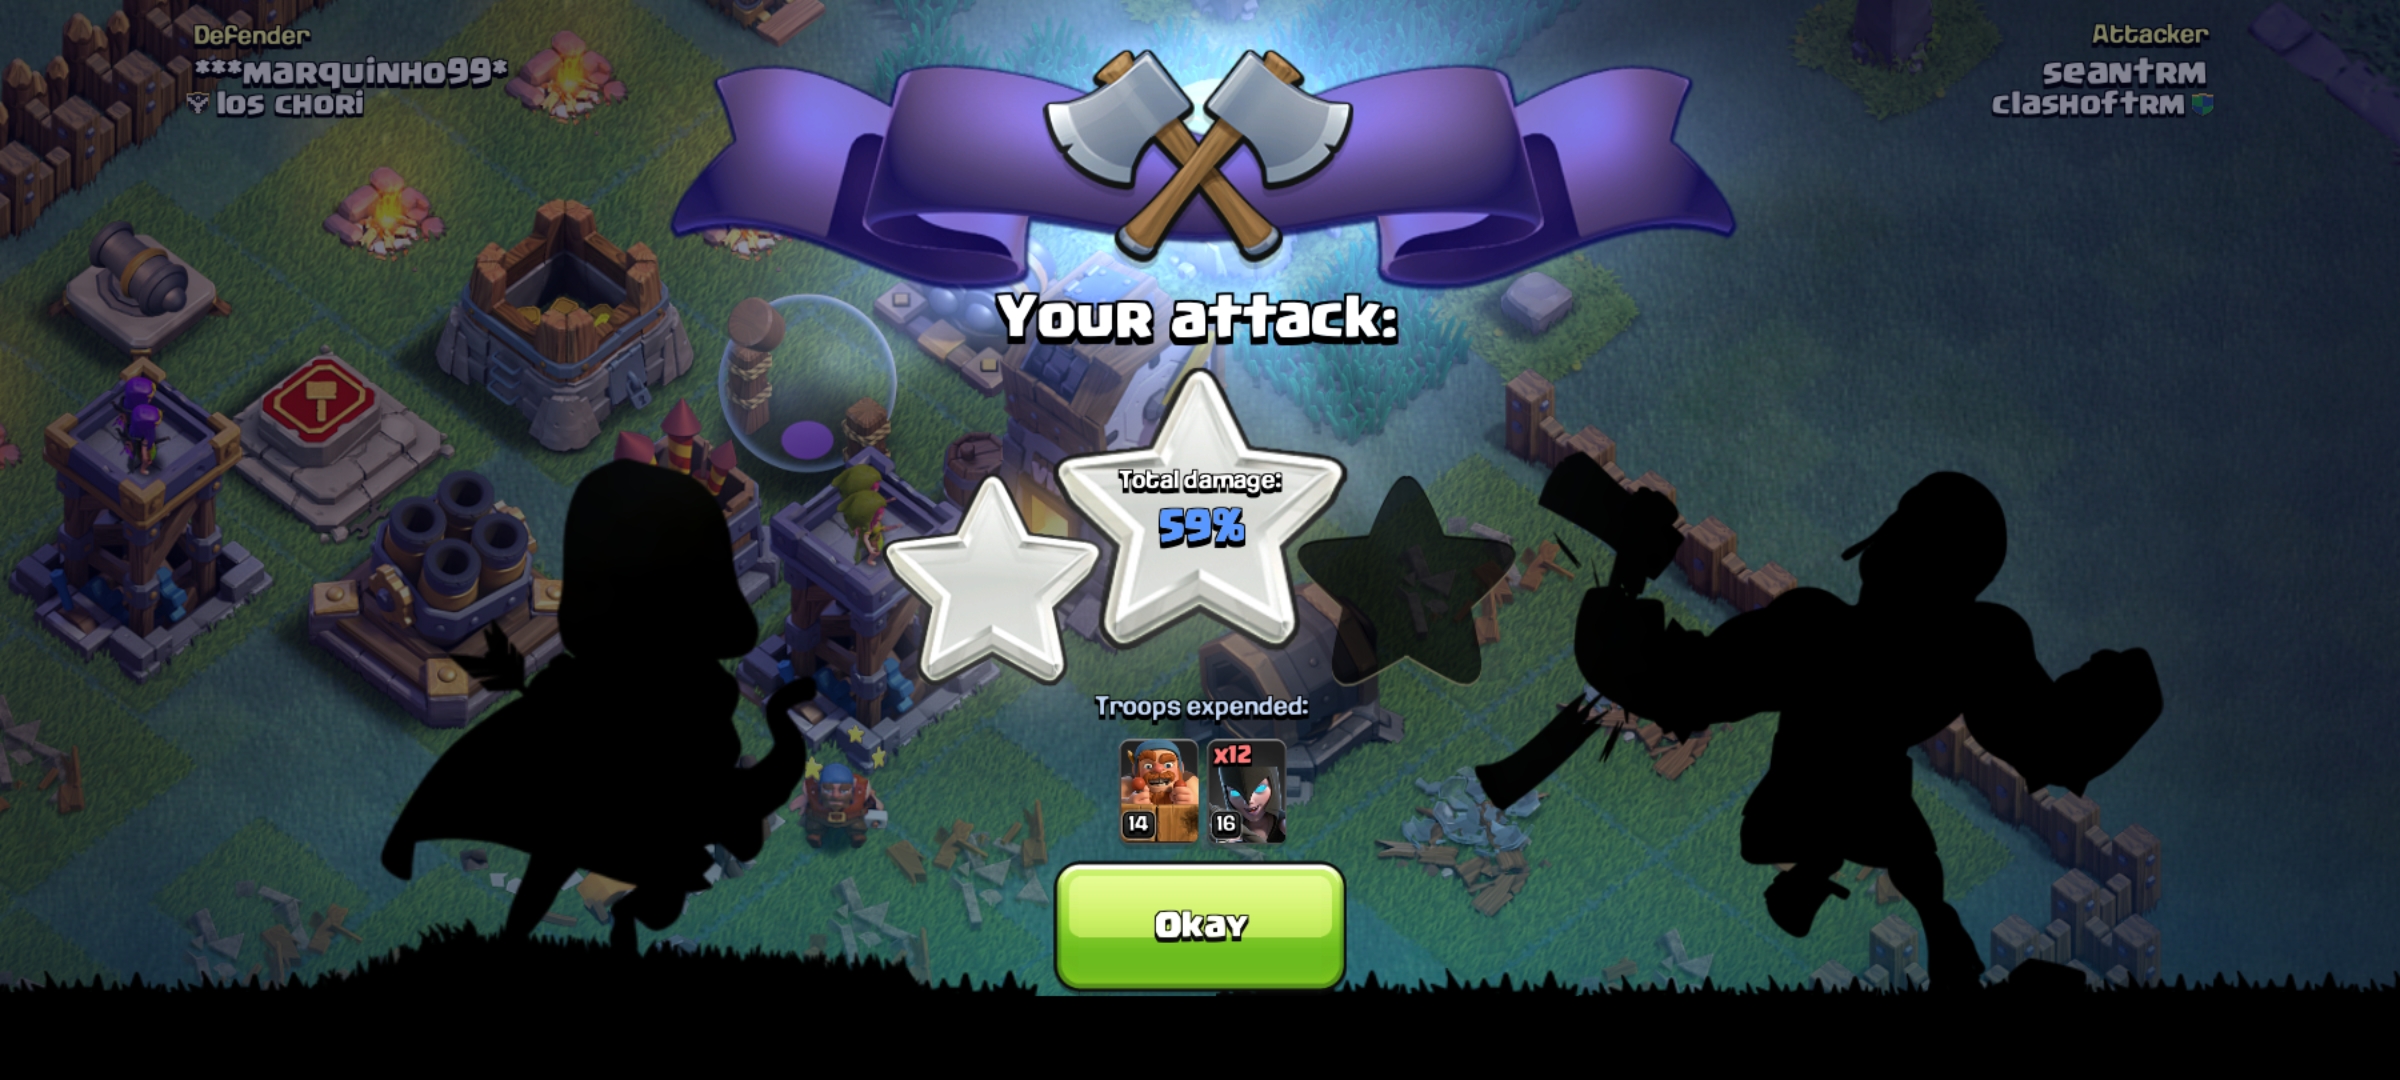 Defender
***marquinho99*
los chori
Attacker
seantrm
clashoftrm
Your attack:
Total damage:
59%
Troops expended:
x12
14
16
Okay